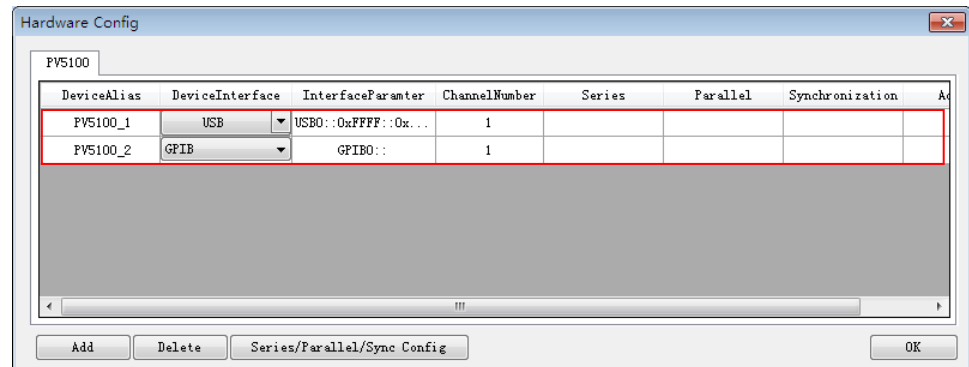 Hardware Config
PV5100
DeviceAlias DeviceInterface InterfaceParamter ChannelNumber Series Parallel Synchronization
PV5100_1 USB USB0::0xFFFF::0x... 1
PV5100_2 GPIB GPIB0:: 1
Add Delete Series/Parallel/Sync Config OK